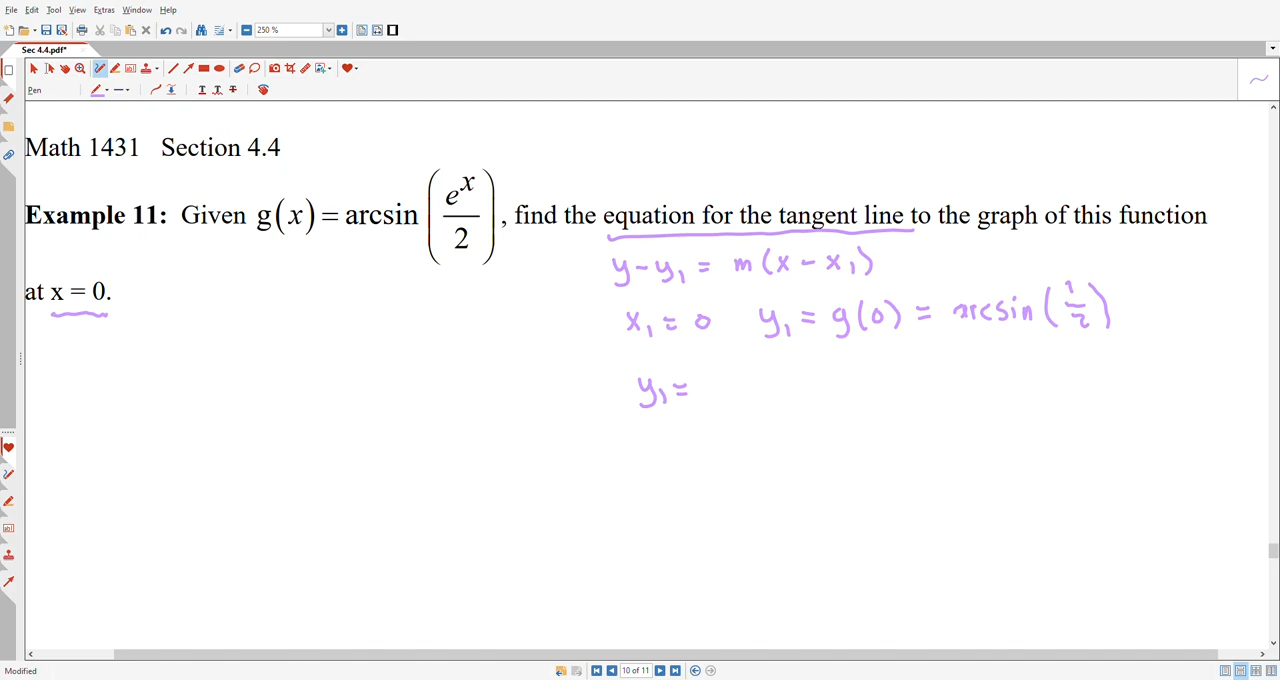 File Edit Tool View Extras Window Help
250 %
Sec 4.4.pdf*
Pen
Math 1431 Section 4.4
Example 11: Given g(x) = arcsin(e^x/2), find the equation for the tangent line to the graph of this function
y - y₁ = m(x - x₁)
at x = 0.
x₁ = 0 y₁ = g(0) = arcsin(1/2)
y₁ =
Modified
10 of 11